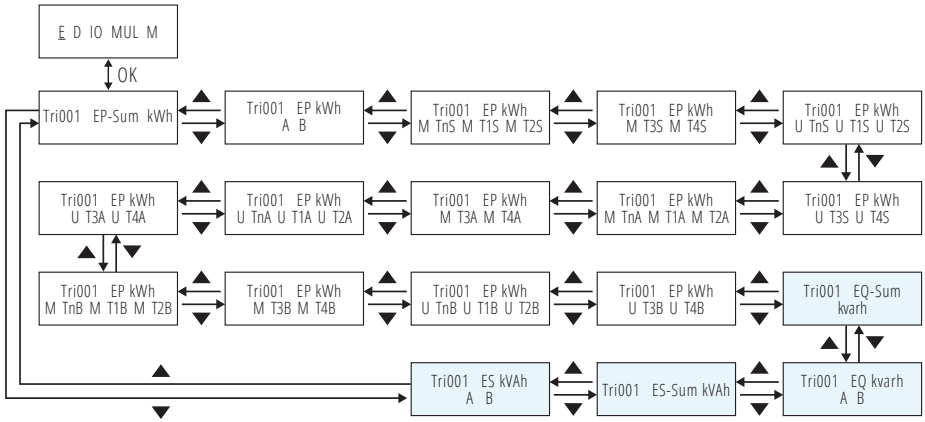 E D IO MUL M
OK
Tri001 EP-Sum kWh
Tri001 EP kWh
A B
Tri001 EP kWh
M TnS M T1S M T2S
Tri001 EP kWh
M T3S M T4S
Tri001 EP kWh
U TnS U T1S U T2S
Tri001 EP kWh
U T3A U T4A
Tri001 EP kWh
U TnA U T1A U T2A
Tri001 EP kWh
M T3A M T4A
Tri001 EP kWh
M TnA M T1A M T2A
Tri001 EP kWh
U T3S U T4S
Tri001 EP kWh
M TnB M T1B M T2B
Tri001 EP kWh
M T3B M T4B
Tri001 EP kWh
U TnB U T1B U T2B
Tri001 EP kWh
U T3B U T4B
Tri001 EQ-Sum
kvarh
Tri001 ES kVAh
A B
Tri001 ES-Sum kVAh
Tri001 EQ kvarh
A B